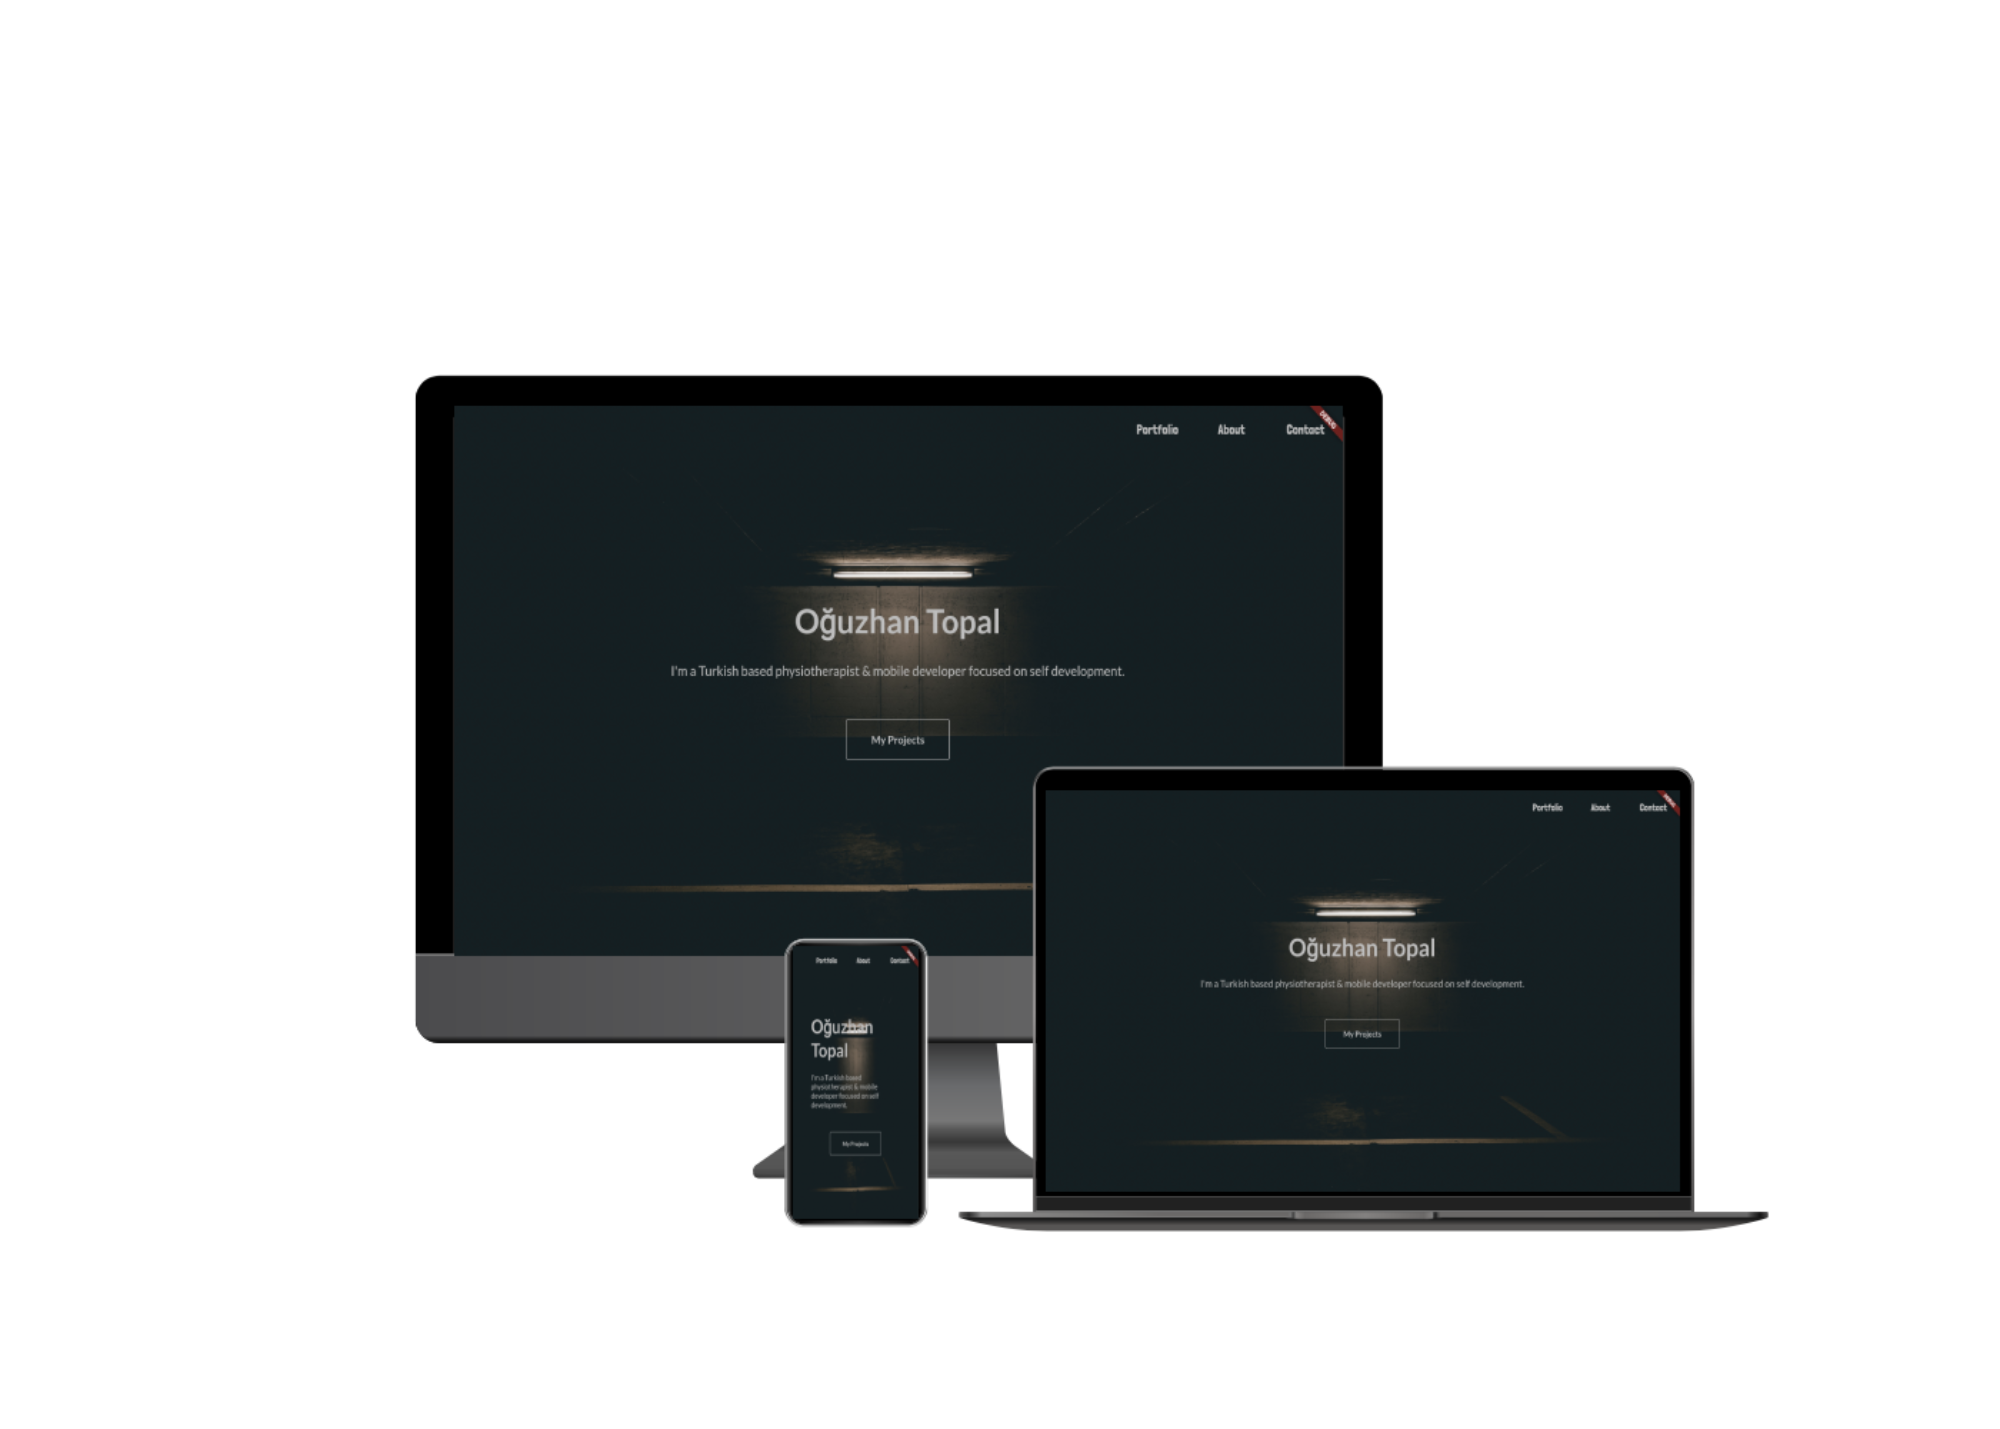 Portfolio About Contact
DEBUG
Oğuzhan Topal
I'm a Turkish based physiotherapist & mobile developer focused on self development.
My Projects
Portfolio About Contact
DEBUG
Oğuzhan Topal
I'm a Turkish based physiotherapist & mobile developer focused on self development.
My Projects
Portfolio About Contact
Oğuzhan
Topal
I'm a Turkish based
physiotherapist & mobile
developer focused on self
development.
My Projects